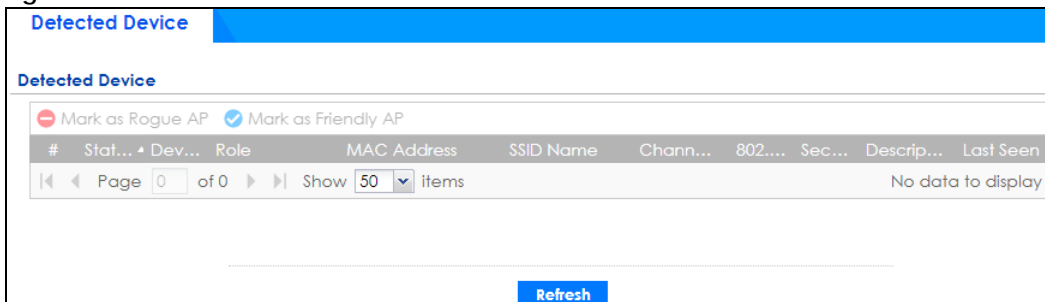 Detected Device
Detected Device
Mark as Rogue AP Mark as Friendly AP
# Stat... Dev... Role MAC Address SSID Name Chann... 802.... Sec... Descrip... Last Seen
Page 0 of 0 Show 50 items No data to display
Refresh